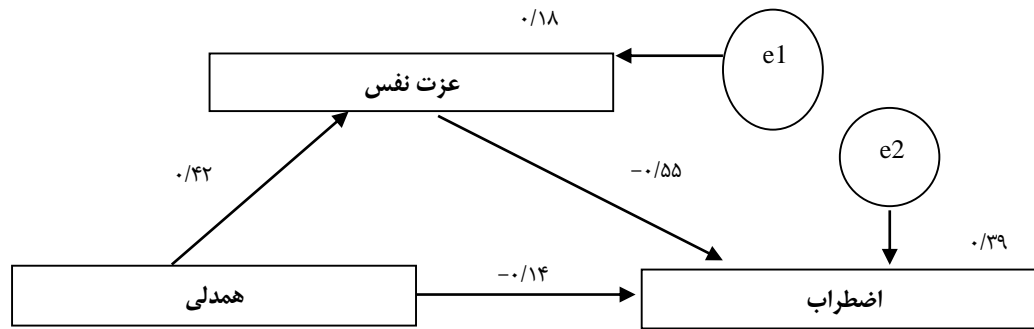 ۰/۱۸
e1
عزت نفس
e2
۰/۴۲
-۰/۵۵
۰/۳۹
-۰/۱۴
همدلی
اضطراب